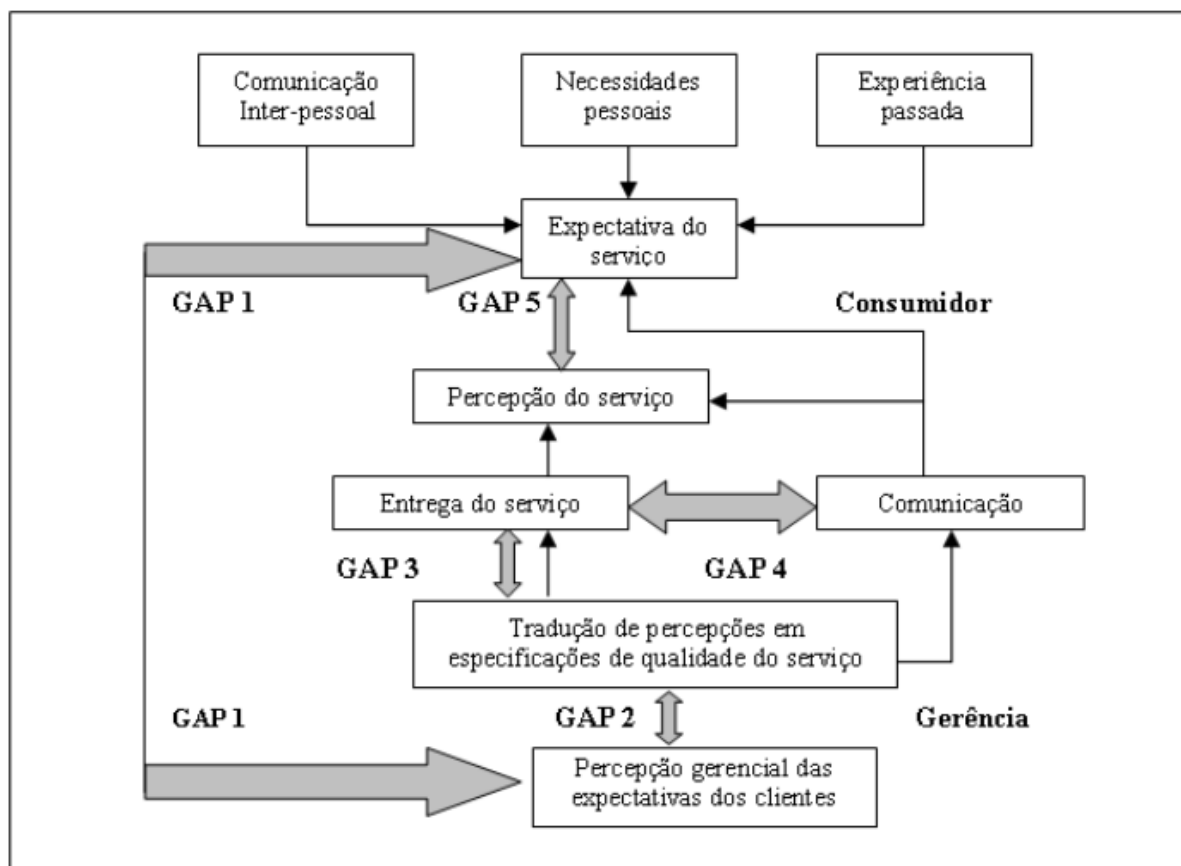 Comunicação
Inter-pessoal
Necessidades
pessoais
Experiência
passada
Expectativa do
serviço
GAP 1
GAP 5
Consumidor
Percepção do serviço
Entrega do serviço
Comunicação
GAP 3
GAP 4
Tradução de percepções em
especificações de qualidade do serviço
GAP 1
GAP 2
Gerência
Percepção gerencial das
expectativas dos clientes